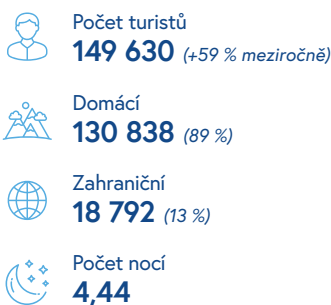 Počet turistů
149 630 (+59 % meziročně)
Domácí
130 838 (89 %)
Zahraniční
18 792 (13 %)
Počet nocí
4,44